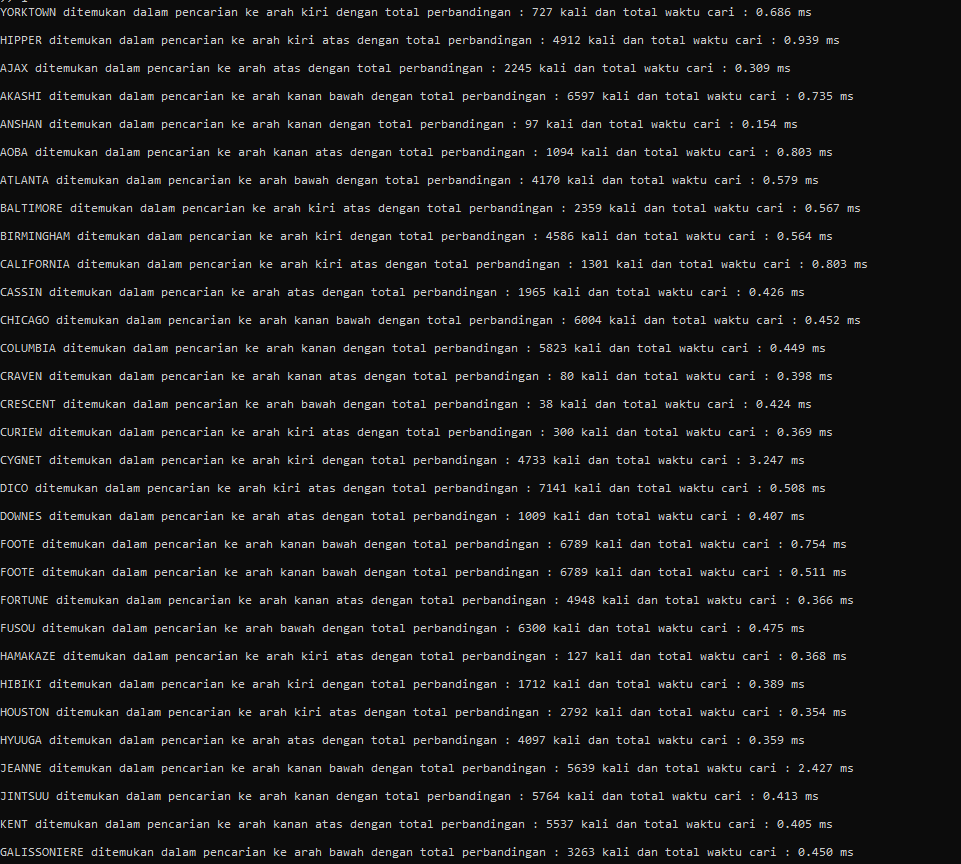 YORKTOWN ditemukan dalam pencarian ke arah kiri dengan total perbandingan : 727 kali dan total waktu cari : 0.686 ms
HIPPER ditemukan dalam pencarian ke arah kiri atas dengan total perbandingan : 4912 kali dan total waktu cari : 0.939 ms
AJAX ditemukan dalam pencarian ke arah atas dengan total perbandingan : 2245 kali dan total waktu cari : 0.309 ms
AKASHI ditemukan dalam pencarian ke arah kanan bawah dengan total perbandingan : 6597 kali dan total waktu cari : 0.735 ms
ANSHAN ditemukan dalam pencarian ke arah kanan dengan total perbandingan : 97 kali dan total waktu cari : 0.154 ms
AOBA ditemukan dalam pencarian ke arah kanan atas dengan total perbandingan : 1094 kali dan total waktu cari : 0.803 ms
ATLANTA ditemukan dalam pencarian ke arah bawah dengan total perbandingan : 4170 kali dan total waktu cari : 0.579 ms
BALTIMORE ditemukan dalam pencarian ke arah kiri atas dengan total perbandingan : 2359 kali dan total waktu cari : 0.567 ms
BIRMINGHAM ditemukan dalam pencarian ke arah kiri dengan total perbandingan : 4586 kali dan total waktu cari : 0.564 ms
CALIFORNIA ditemukan dalam pencarian ke arah kiri atas dengan total perbandingan : 1301 kali dan total waktu cari : 0.803 ms
CASSIN ditemukan dalam pencarian ke arah atas dengan total perbandingan : 1965 kali dan total waktu cari : 0.426 ms
CHICAGO ditemukan dalam pencarian ke arah kanan bawah dengan total perbandingan : 6004 kali dan total waktu cari : 0.452 ms
COLUMBIA ditemukan dalam pencarian ke arah kanan dengan total perbandingan : 5823 kali dan total waktu cari : 0.449 ms
CRAVEN ditemukan dalam pencarian ke arah kanan atas dengan total perbandingan : 80 kali dan total waktu cari : 0.398 ms
CRESCENT ditemukan dalam pencarian ke arah bawah dengan total perbandingan : 38 kali dan total waktu cari : 0.424 ms
CURIEW ditemukan dalam pencarian ke arah kiri atas dengan total perbandingan : 300 kali dan total waktu cari : 0.369 ms
CYGNET ditemukan dalam pencarian ke arah kiri dengan total perbandingan : 4733 kali dan total waktu cari : 3.247 ms
DICO ditemukan dalam pencarian ke arah kiri atas dengan total perbandingan : 7141 kali dan total waktu cari : 0.508 ms
DOWNES ditemukan dalam pencarian ke arah atas dengan total perbandingan : 1009 kali dan total waktu cari : 0.407 ms
FOOTE ditemukan dalam pencarian ke arah kanan bawah dengan total perbandingan : 6789 kali dan total waktu cari : 0.754 ms
FOOTE ditemukan dalam pencarian ke arah kanan bawah dengan total perbandingan : 6789 kali dan total waktu cari : 0.511 ms
FORTUNE ditemukan dalam pencarian ke arah kanan atas dengan total perbandingan : 4948 kali dan total waktu cari : 0.366 ms
FUSOU ditemukan dalam pencarian ke arah bawah dengan total perbandingan : 6300 kali dan total waktu cari : 0.475 ms
HAMAKAZE ditemukan dalam pencarian ke arah kiri atas dengan total perbandingan : 127 kali dan total waktu cari : 0.368 ms
HIBIKI ditemukan dalam pencarian ke arah kiri dengan total perbandingan : 1712 kali dan total waktu cari : 0.389 ms
HOUSTON ditemukan dalam pencarian ke arah kiri atas dengan total perbandingan : 2792 kali dan total waktu cari : 0.354 ms
HYUUGA ditemukan dalam pencarian ke arah atas dengan total perbandingan : 4097 kali dan total waktu cari : 0.359 ms
JEANNE ditemukan dalam pencarian ke arah kanan bawah dengan total perbandingan : 5639 kali dan total waktu cari : 2.427 ms
JINTSUU ditemukan dalam pencarian ke arah kanan dengan total perbandingan : 5764 kali dan total waktu cari : 0.413 ms
KENT ditemukan dalam pencarian ke arah kanan atas dengan total perbandingan : 5537 kali dan total waktu cari : 0.405 ms
GALISSONIERE ditemukan dalam pencarian ke arah bawah dengan total perbandingan : 3263 kali dan total waktu cari : 0.450 ms